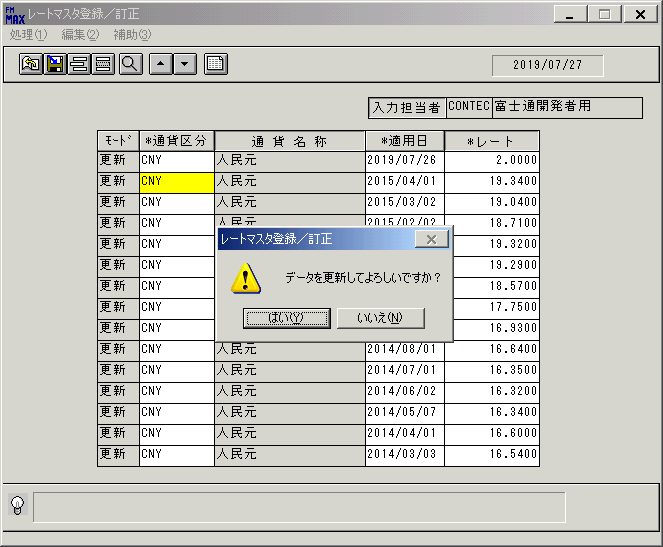 FM MAX レートマスタ登録／訂正
処理(1) 編集(2) 補助(3)
2019/07/27
入力担当者 CONTEC 富士通開発者用
ﾓｰﾄﾞ *通貨区分 通貨名称 *適用日 *レート
更新 CNY 人民元 2019/07/26 2.0000
更新 CNY 人民元 2015/04/01 19.3400
更新 CNY 人民元 2015/03/02 19.0400
更新 CNY 人民元 2015/02/02 18.7100
更新 CNY 19.3200
更新 CNY 19.2900
更新 CNY 18.5700
更新 CNY 17.7500
更新 CNY 16.9300
更新 CNY 人民元 2014/08/01 16.6400
更新 CNY 人民元 2014/07/01 16.3500
更新 CNY 人民元 2014/06/02 16.3200
更新 CNY 人民元 2014/05/07 16.3400
更新 CNY 人民元 2014/04/01 16.6000
更新 CNY 人民元 2014/03/03 16.5400
レートマスタ登録／訂正
データを更新してよろしいですか？
はい(Y) いいえ(N)